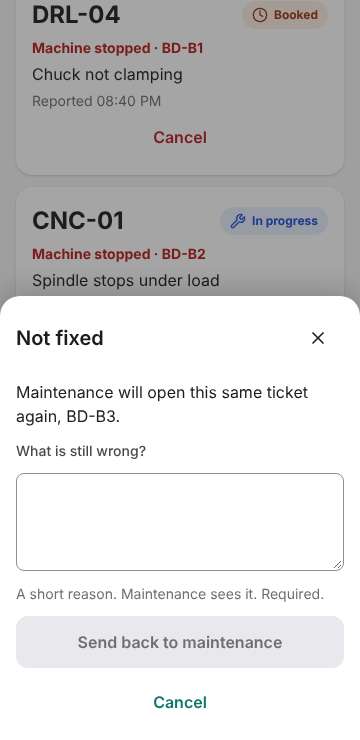 DRL-04
Booked
Machine stopped · BD-B1
Chuck not clamping
Reported 08:40 PM
Cancel
CNC-01
In progress
Machine stopped · BD-B2
Spindle stops under load
Not fixed
Maintenance will open this same ticket
again, BD-B3.
What is still wrong?
A short reason. Maintenance sees it. Required.
Send back to maintenance
Cancel